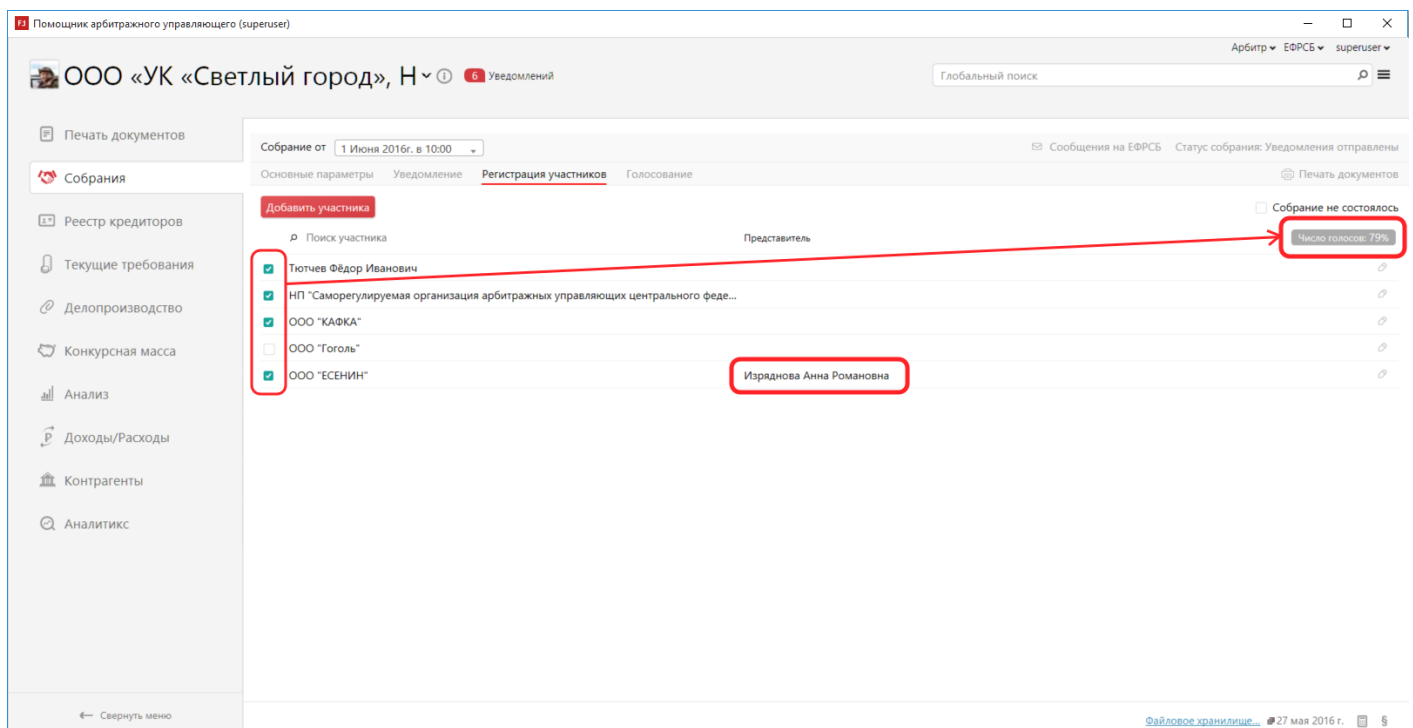 Помощник арбитражного управляющего (superuser)
Арбитр ЕФРСБ superuser
ООО «УК «Светлый город», Н 6 Уведомлений Глобальный поиск
Печать документов
Собрания
Реестр кредиторов
Текущие требования
Делопроизводство
Конкурсная масса
Анализ
Доходы/Расходы
Контрагенты
Аналитикс
Свернуть меню
Собрание от 1 Июня 2016г. в 10:00 Сообщения на ЕФРСБ Статус собрания: Уведомления отправлены
Основные параметры Уведомление Регистрация участников Голосование Печать документов
Добавить участника Собрание не состоялось
Поиск участника Представитель Число голосов: 79%
Тютчев Фёдор Иванович
НП "Саморегулируемая организация арбитражных управляющих центрального феде...
ООО "КАФКА"
ООО "Гоголь"
ООО "ЕСЕНИН" Изряднова Анна Романовна
Файловое хранилище... 27 мая 2016 г. §